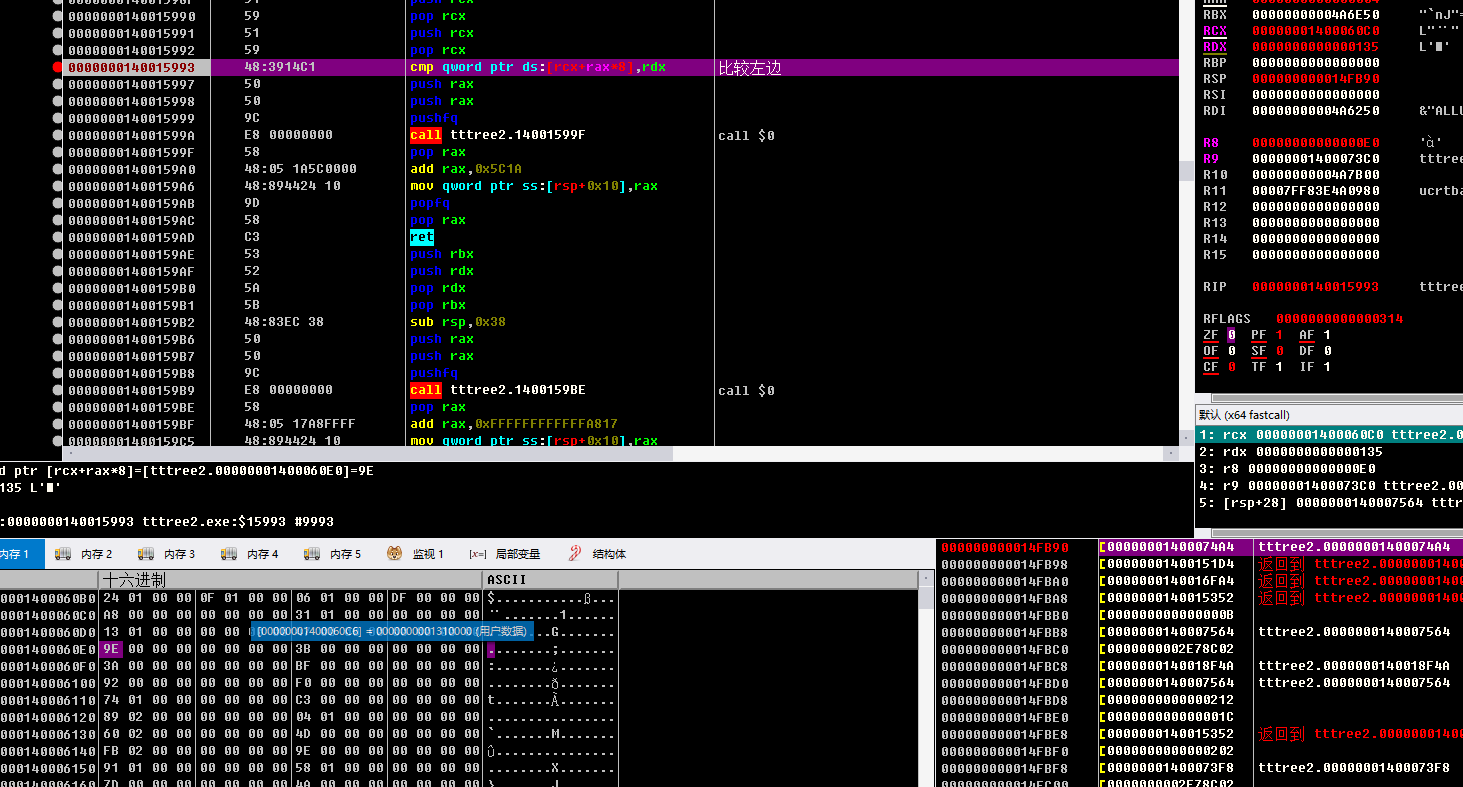 0000000140015990 59 pop rcx
0000000140015991 51 push rcx
0000000140015992 59 pop rcx
0000000140015993 48:3914C1 cmp qword ptr ds:[rcx+rax*8],rdx 比较左边
0000000140015997 50 push rax
0000000140015998 50 push rax
0000000140015999 9C pushfq
000000014001599A E8 00000000 call tttree2.14001599F call $0
000000014001599F 58 pop rax
00000001400159A0 48:05 1A5C0000 add rax,0x5C1A
00000001400159A6 48:894424 10 mov qword ptr ss:[rsp+0x10],rax
00000001400159AB 9D popfq
00000001400159AC 58 pop rax
00000001400159AD C3 ret
00000001400159AE 53 push rbx
00000001400159AF 52 push rdx
00000001400159B0 5A pop rdx
00000001400159B1 5B pop rbx
00000001400159B2 48:83EC 38 sub rsp,0x38
00000001400159B6 50 push rax
00000001400159B7 50 push rax
00000001400159B8 9C pushfq
00000001400159B9 E8 00000000 call tttree2.1400159BE call $0
00000001400159BE 58 pop rax
00000001400159BF 48:05 17A8FFFF add rax,0xFFFFFFFFFFFFA817
00000001400159C5 48:894424 10 mov qword ptr ss:[rsp+0x10],rax
d ptr [rcx+rax*8]=[tttree2.00000001400060E0]=9E
135 L'■'
:0000000140015993 tttree2.exe:$15993 #9993
RBX 00000000004A6E50 "`nJ"=
RCX 00000001400060C0 L"¨"
RDX 0000000000000135 L'■'
RBP 0000000000000000
RSP 000000000014FB90
RSI 0000000000000000
RDI 00000000004A6250 &"ALLU
R8 00000000000000E0 'à'
R9 00000001400073C0 tttree
R10 00000000004A7B00
R11 00007FF83E4A0980 ucrtba
R12 0000000000000000
R13 0000000000000000
R14 0000000000000000
R15 0000000000000000
RIP 0000000140015993 tttree
RFLAGS 0000000000000314
ZF 0 PF 1 AF 1
OF 0 SF 0 DF 0
CF 0 TF 1 IF 1
默认 (x64 fastcall)
1: rcx 00000001400060C0 tttree2.0
2: rdx 0000000000000135
3: r8 00000000000000E0
4: r9 00000001400073C0 tttree2.00
5: [rsp+28] 0000000140007564 tttr
内存 1 内存 2 内存 3 内存 4 内存 5 监视 1 [x=] 局部变量 结构体
十六进制 ASCII
0001400060B0 24 01 00 00 0F 01 00 00 06 01 00 00 DF 00 00 00 $...........ß...
0001400060C0 A8 00 00 00 00 00 00 00 31 01 00 00 00 00 00 00 ¨.......1.......
0001400060D0 13 01 00 00 00 00 [00000001400060C6] = 0000000001310000 (用户数据) ........G.......
0001400060E0 9E 00 00 00 00 00 00 00 3B 00 00 00 00 00 00 00 ........;.......
0001400060F0 3A 00 00 00 00 00 00 00 BF 00 00 00 00 00 00 00 :.......¿.......
000140006100 92 00 00 00 00 00 00 00 F0 00 00 00 00 00 00 00 ........ð.......
000140006110 74 01 00 00 00 00 00 00 C3 00 00 00 00 00 00 00 t.......Ã.......
000140006120 89 02 00 00 00 00 00 00 04 01 00 00 00 00 00 00 ................
000140006130 60 02 00 00 00 00 00 00 4D 00 00 00 00 00 00 00 `.......M.......
000140006140 FB 02 00 00 00 00 00 00 9E 00 00 00 00 00 00 00 û...............
000140006150 91 01 00 00 00 00 00 00 58 01 00 00 00 00 00 00 ........X.......
000000000014FB90 00000001400074A4 tttree2.00000001400074A4
000000000014FB98 00000001400151D4 返回到 tttree2.0000001400
000000000014FBA0 0000000140016FA4 返回到 tttree2.0000001400
000000000014FBA8 0000000140015352 返回到 tttree2.0000001400
000000000014FBB0 000000000000000B
000000000014FBB8 0000000140007564 tttree2.0000000140007564
000000000014FBC0 000000002E78C02
000000000014FBC8 0000000140018F4A tttree2.0000000140018F4A
000000000014FBD0 0000000140007564 tttree2.0000000140007564
000000000014FBD8 0000000000000212
000000000014FBE0 000000000000001C
000000000014FBE8 0000000140015352 返回到 tttree2.0000001400
000000000014FBF0 0000000000000202
000000000014FBF8 00000001400073F8 tttree2.00000001400073F8